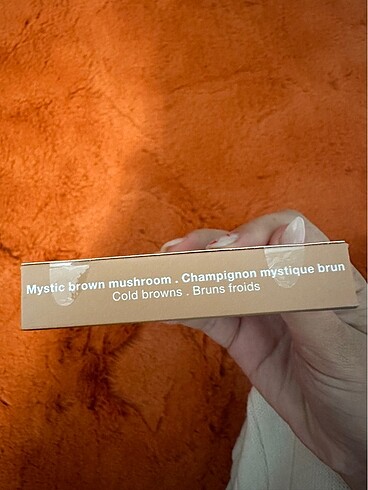 Mystic brown mushroom . Champignon mystique brun
Cold browns . Bruns froids